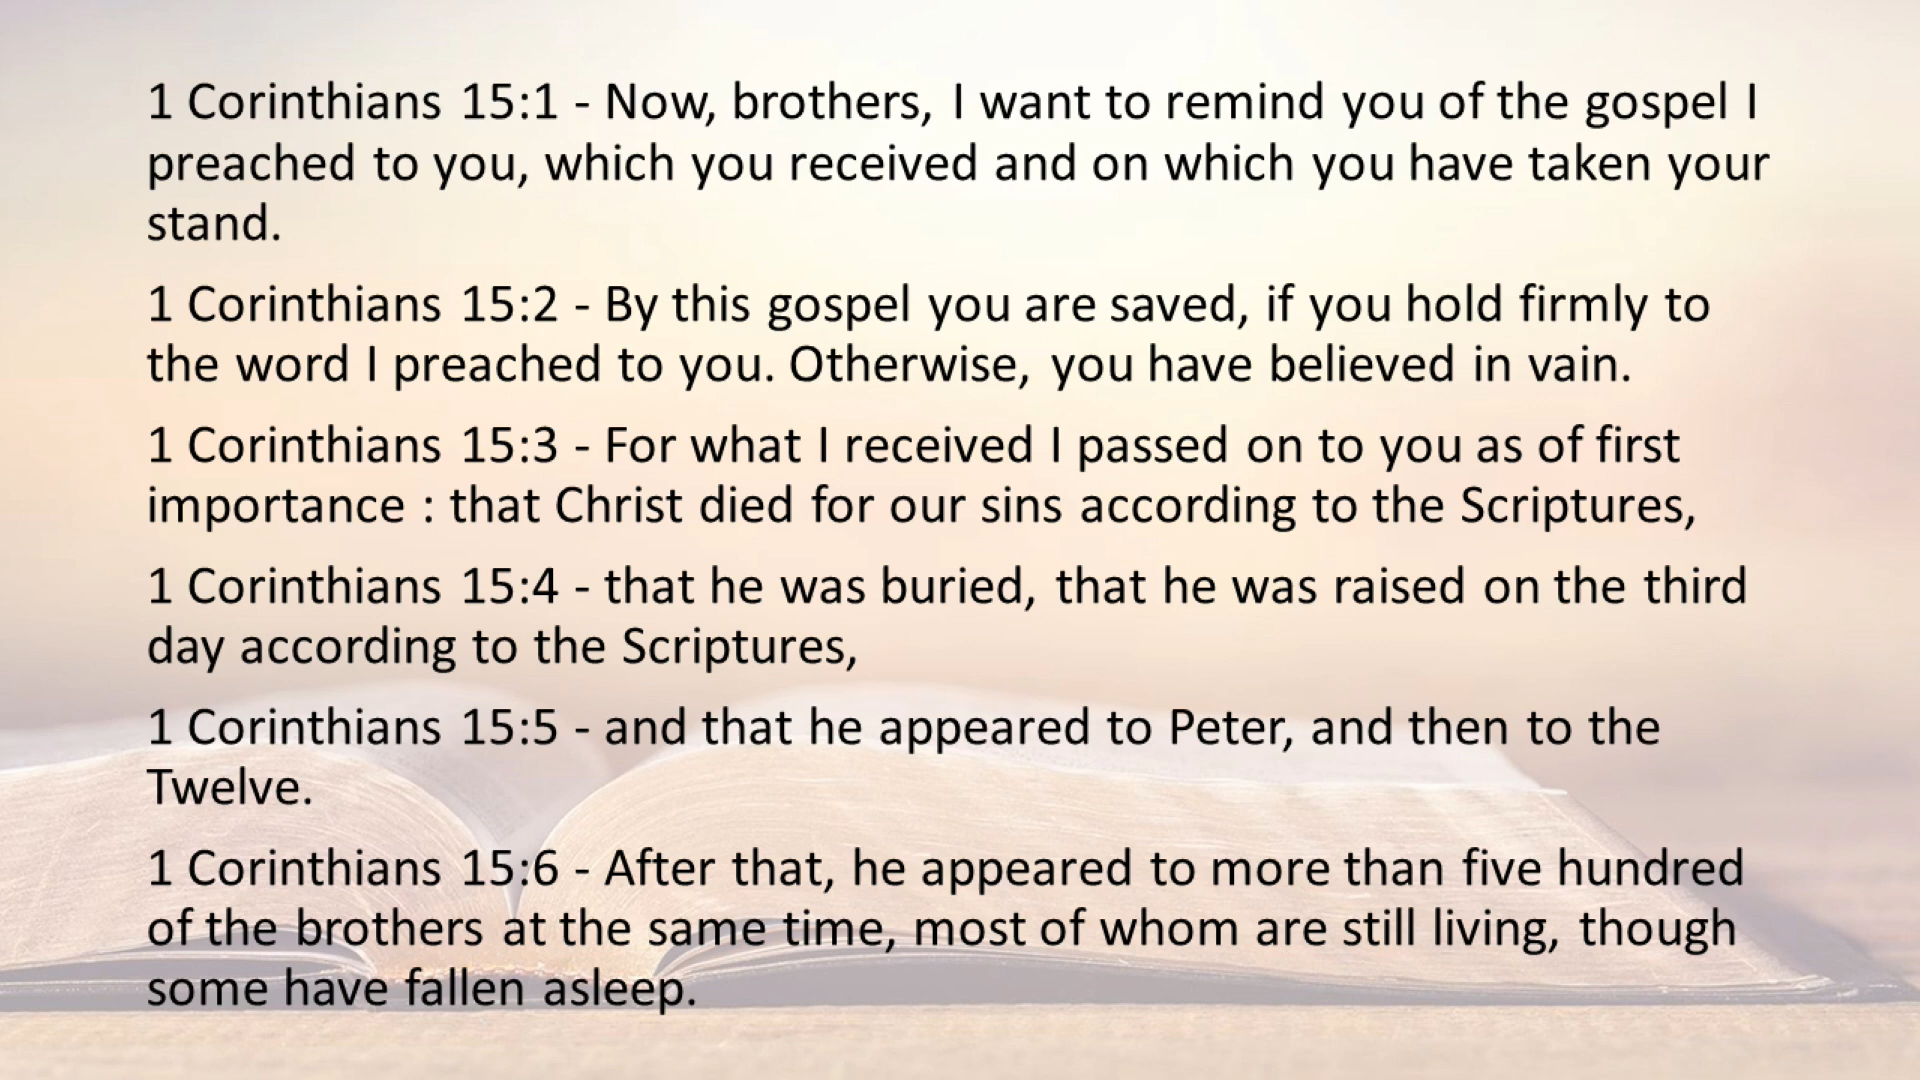 1 Corinthians 15:1 - Now, brothers, I want to remind you of the gospel I
preached to you, which you received and on which you have taken your
stand.
1 Corinthians 15:2 - By this gospel you are saved, if you hold firmly to
the word I preached to you. Otherwise, you have believed in vain.
1 Corinthians 15:3 - For what I received I passed on to you as of first
importance : that Christ died for our sins according to the Scriptures,
1 Corinthians 15:4 - that he was buried, that he was raised on the third
day according to the Scriptures,
1 Corinthians 15:5 - and that he appeared to Peter, and then to the
Twelve.
1 Corinthians 15:6 - After that, he appeared to more than five hundred
of the brothers at the same time, most of whom are still living, though
some have fallen asleep.